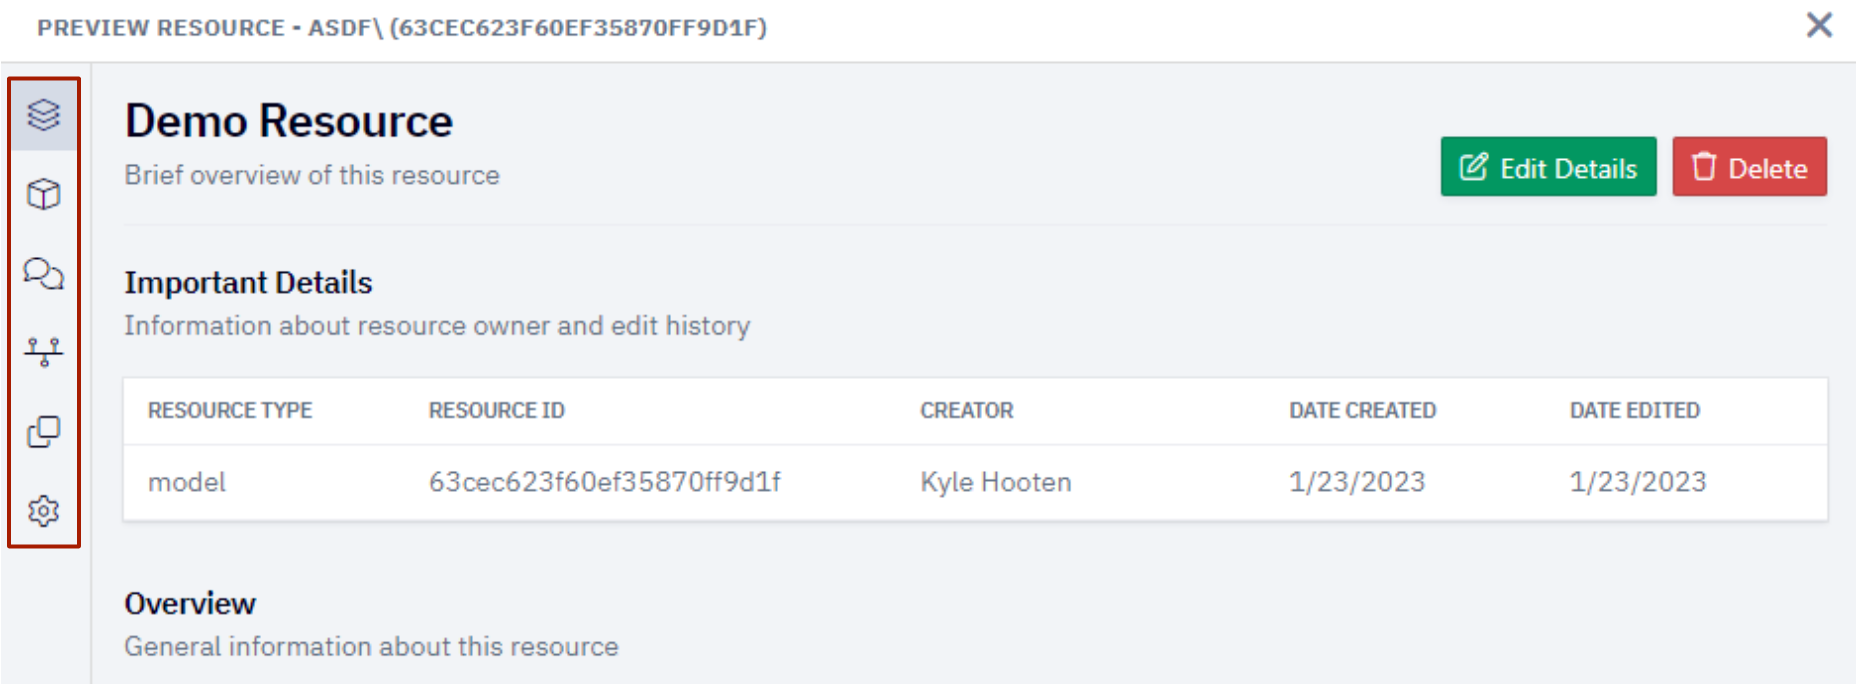 PREVIEW RESOURCE - ASDF\ (63CEC623F60EF35870FF9D1F)
Demo Resource
Brief overview of this resource
Edit Details
Delete
Important Details
Information about resource owner and edit history
RESOURCE TYPE RESOURCE ID CREATOR DATE CREATED DATE EDITED
model 63cec623f60ef35870ff9d1f Kyle Hooten 1/23/2023 1/23/2023
Overview
General information about this resource